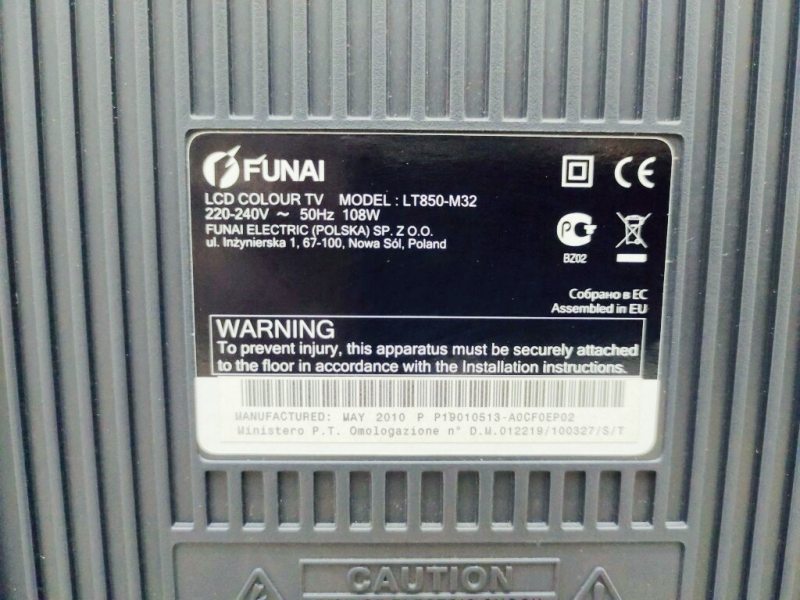 FUNAI
LCD COLOUR TV MODEL : LT850-M32
220-240V ~ 50Hz 108W
FUNAI ELECTRIC (POLSKA) SP. Z O.O.
ul. Inżynierska 1, 67-100, Nowa Sól, Poland
CE
BZ02
Собрано в ЕС
Assembled in EU
WARNING
To prevent injury, this apparatus must be securely attached
to the floor in accordance with the Installation instructions.
MANUFACTURED: MAY 2010 P P19010513-A0CF0EP02
Ministero P.T. Omologazione n° D.M.012219/100327/S/T
CAUTION